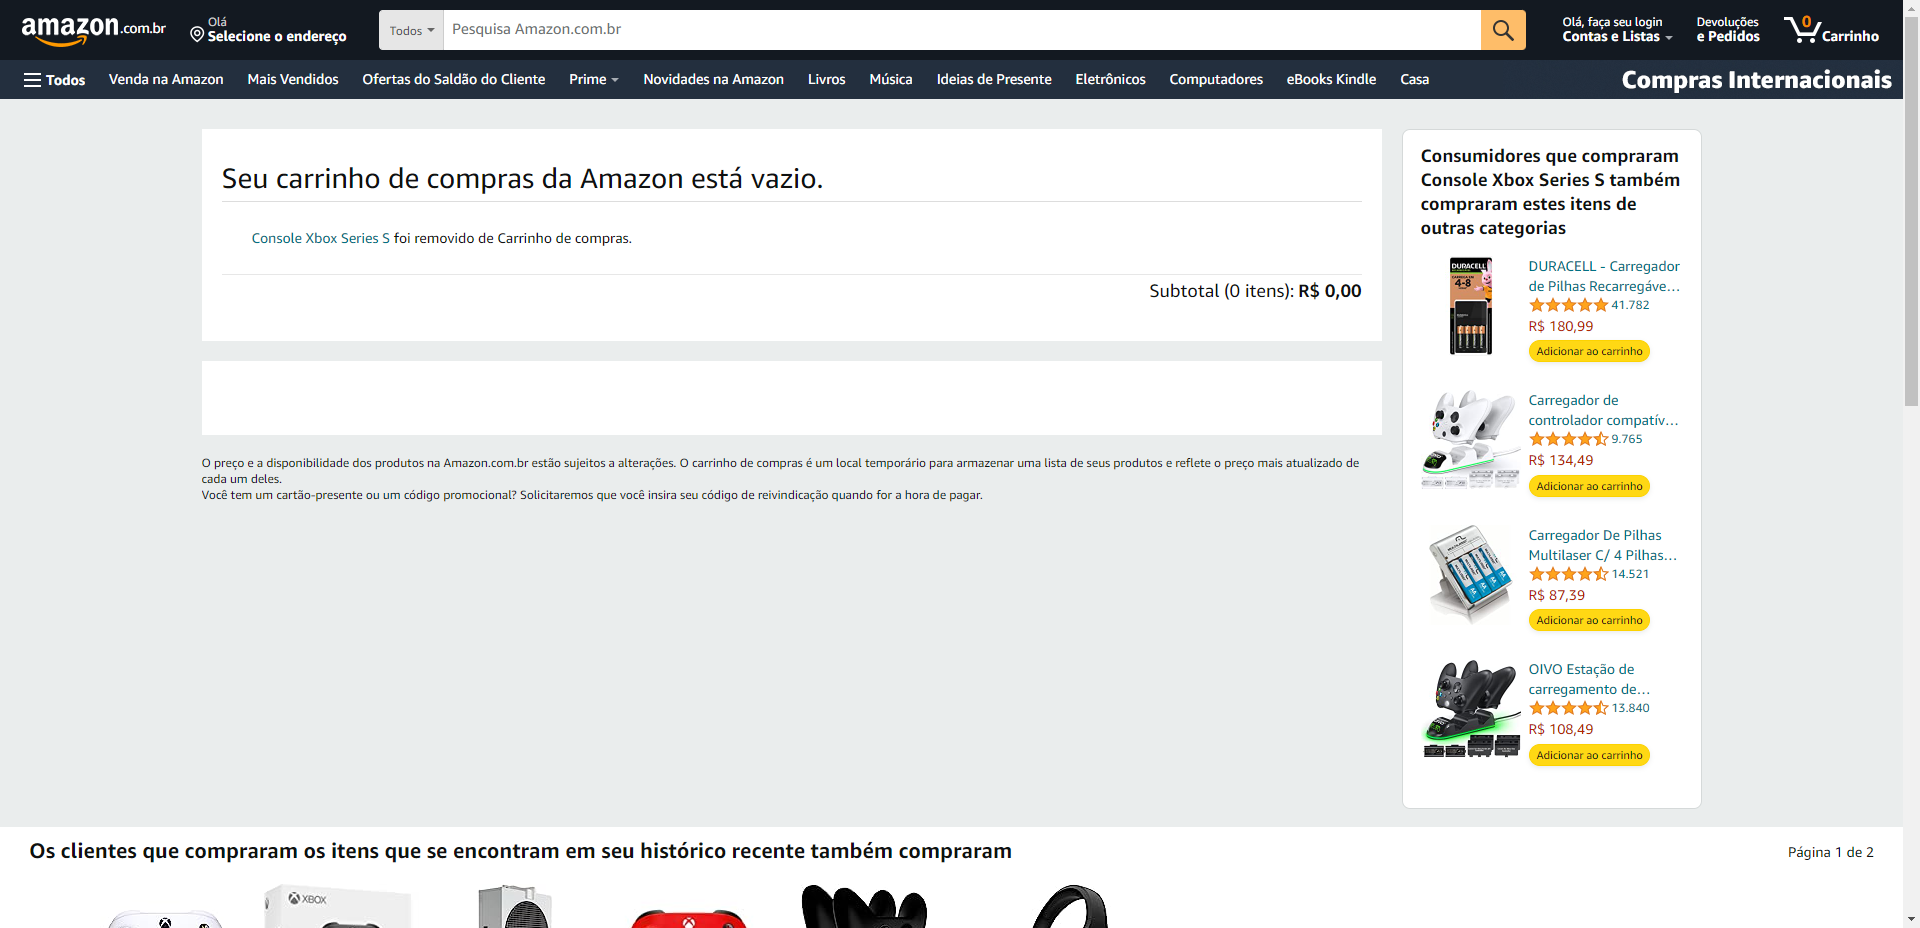 amazon.com.br
Olá
Selecione o endereço
Todos
Pesquisa Amazon.com.br
Olá, faça seu login
Contas e Listas
Devoluções
e Pedidos
0
Carrinho
Todos
Venda na Amazon
Mais Vendidos
Ofertas do Saldão do Cliente
Prime
Novidades na Amazon
Livros
Música
Ideias de Presente
Eletrônicos
Computadores
eBooks Kindle
Casa
Compras Internacionais
Seu carrinho de compras da Amazon está vazio.
Console Xbox Series S foi removido de Carrinho de compras.
Subtotal (0 itens): R$ 0,00
O preço e a disponibilidade dos produtos na Amazon.com.br estão sujeitos a alterações. O carrinho de compras é um local temporário para armazenar uma lista de seus produtos e reflete o preço mais atualizado de
cada um deles.
Você tem um cartão-presente ou um código promocional? Solicitaremos que você insira seu código de reivindicação quando for a hora de pagar.
Consumidores que compraram
Console Xbox Series S também
compraram estes itens de
outras categorias
DURACELL
4-8
DURACELL - Carregador
de Pilhas Recarregáve...
41.782
R$ 180,99
Adicionar ao carrinho
Carregador de
controlador compatív...
9.765
R$ 134,49
Adicionar ao carrinho
Carregador De Pilhas
Multilaser C/ 4 Pilhas...
14.521
R$ 87,39
Adicionar ao carrinho
OIVO Estação de
carregamento de...
13.840
R$ 108,49
Adicionar ao carrinho
Os clientes que compraram os itens que se encontram em seu histórico recente também compraram
Página 1 de 2
XBOX